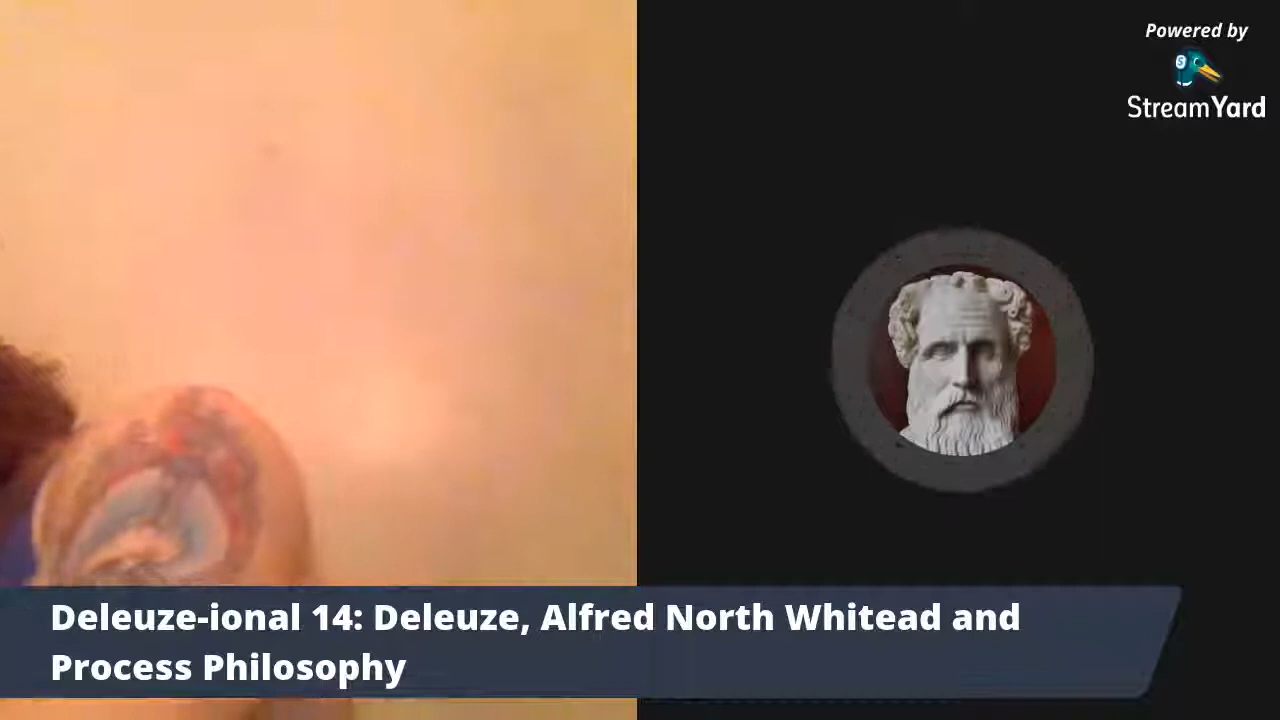 Powered by
StreamYard
Deleuze-ional 14: Deleuze, Alfred North Whitead and
Process Philosophy